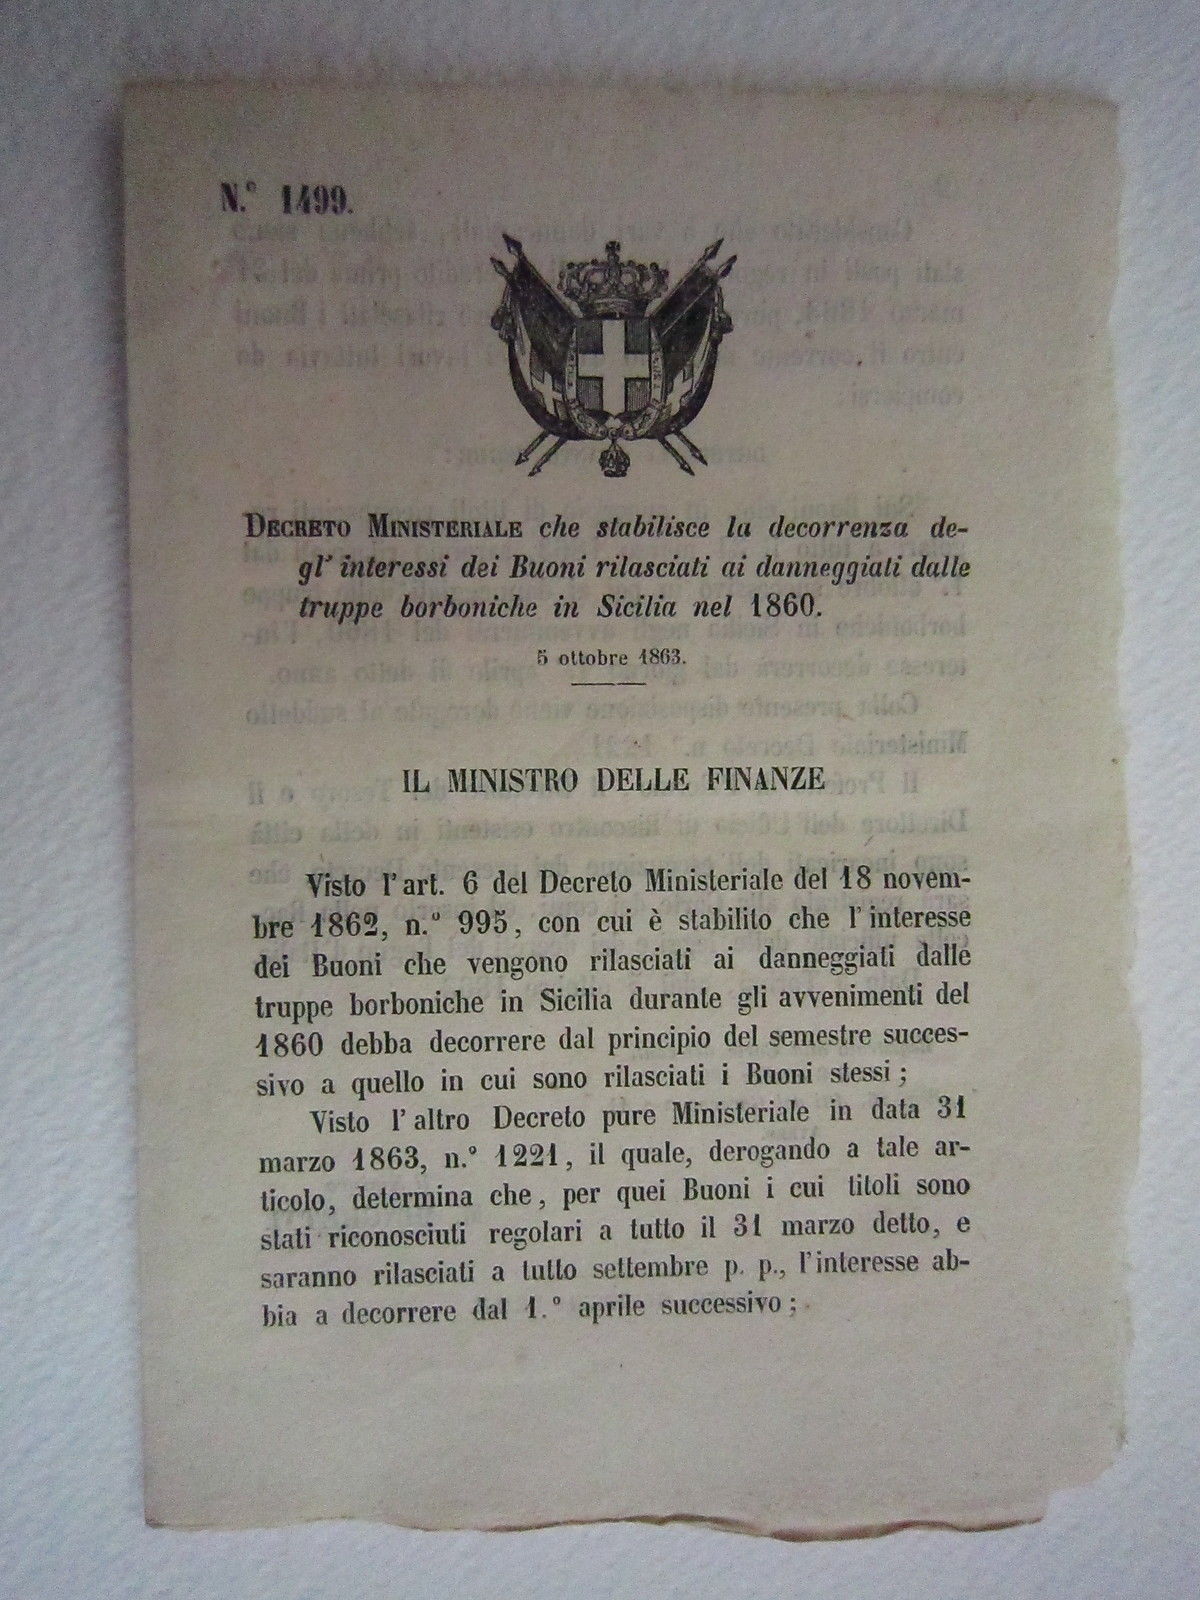 N.º 1499.
DECRETO MINISTERIALE che stabilisce la decorrenza de-
gl' interessi dei Buoni rilasciati ai danneggiati dalle
truppe borboniche in Sicilia nel 1860.
5 ottobre 1863.
IL MINISTRO DELLE FINANZE
Visto l'art. 6 del Decreto Ministeriale del 18 novem-
bre 1862, n.º 995, con cui è stabilito che l'interesse
dei Buoni che vengono rilasciati ai danneggiati dalle
truppe borboniche in Sicilia durante gli avvenimenti del
1860 debba decorrere dal principio del semestre succes-
sivo a quello in cui sono rilasciati i Buoni stessi;
Visto l'altro Decreto pure Ministeriale in data 31
marzo 1863, n.º 1221, il quale, derogando a tale ar-
ticolo, determina che, per quei Buoni i cui titoli sono
stati riconosciuti regolari a tutto il 31 marzo detto, e
saranno rilasciati a tutto settembre p. p., l'interesse ab-
bia a decorrere dal 1.º aprile successivo;